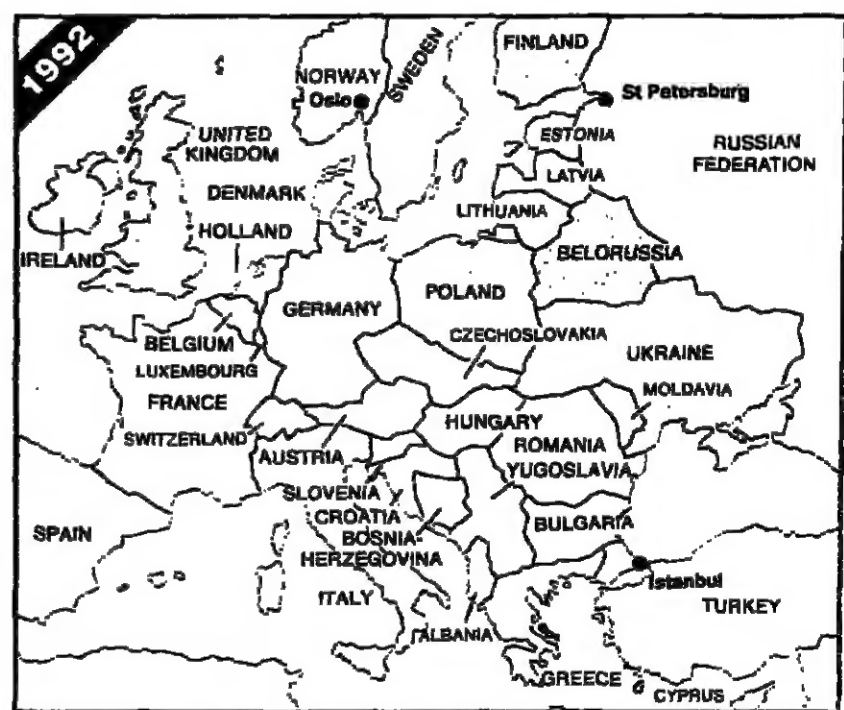 1992
FINLAND
NORWAY
SWEDEN
Oslo
St Petersburg
UNITED
KINGDOM
ESTONIA
RUSSIAN
FEDERATION
LATVIA
DENMARK
LITHUANIA
HOLLAND
IRELAND
BELORUSSIA
GERMANY
POLAND
BELGIUM
CZECHOSLOVAKIA
UKRAINE
LUXEMBOURG
MOLDAVIA
FRANCE
HUNGARY
SWITZERLAND
ROMANIA
AUSTRIA
YUGOSLAVIA
SLOVENIA
CROATIA
BULGARIA
SPAIN
BOSNIA-
HERZEGOVINA
Istanbul
ITALY
TURKEY
ALBANIA
GREECE
CYPRUS